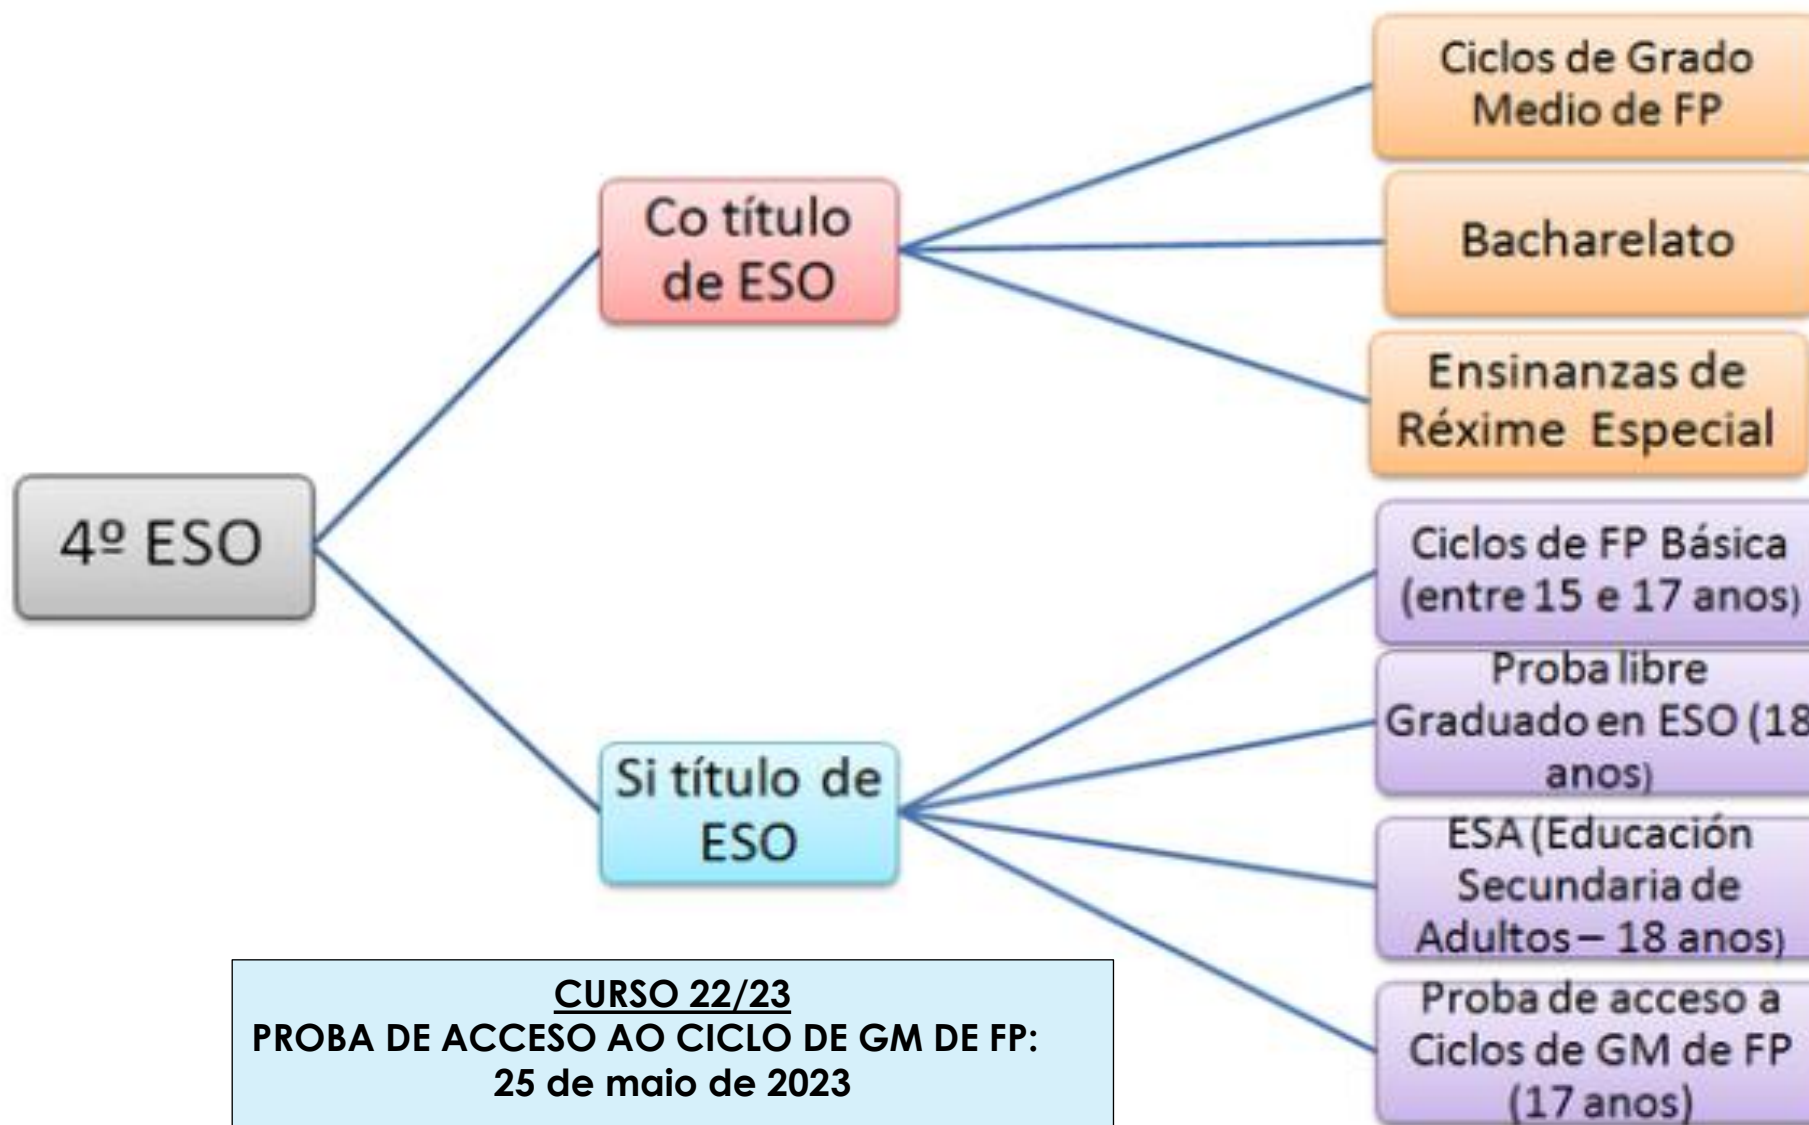 4º ESO
Co título
de ESO
Ciclos de Grado
Medio de FP
Bacharelato
Ensinanzas de
Réxime Especial
Si título de
ESO
Ciclos de FP Básica
(entre 15 e 17 anos)
Proba libre
Graduado en ESO (18
anos)
ESA (Educación
Secundaria de
Adultos – 18 anos)
Proba de acceso a
Ciclos de GM de FP
(17 anos)
CURSO 22/23
PROBA DE ACCESO AO CICLO DE GM DE FP:
25 de maio de 2023